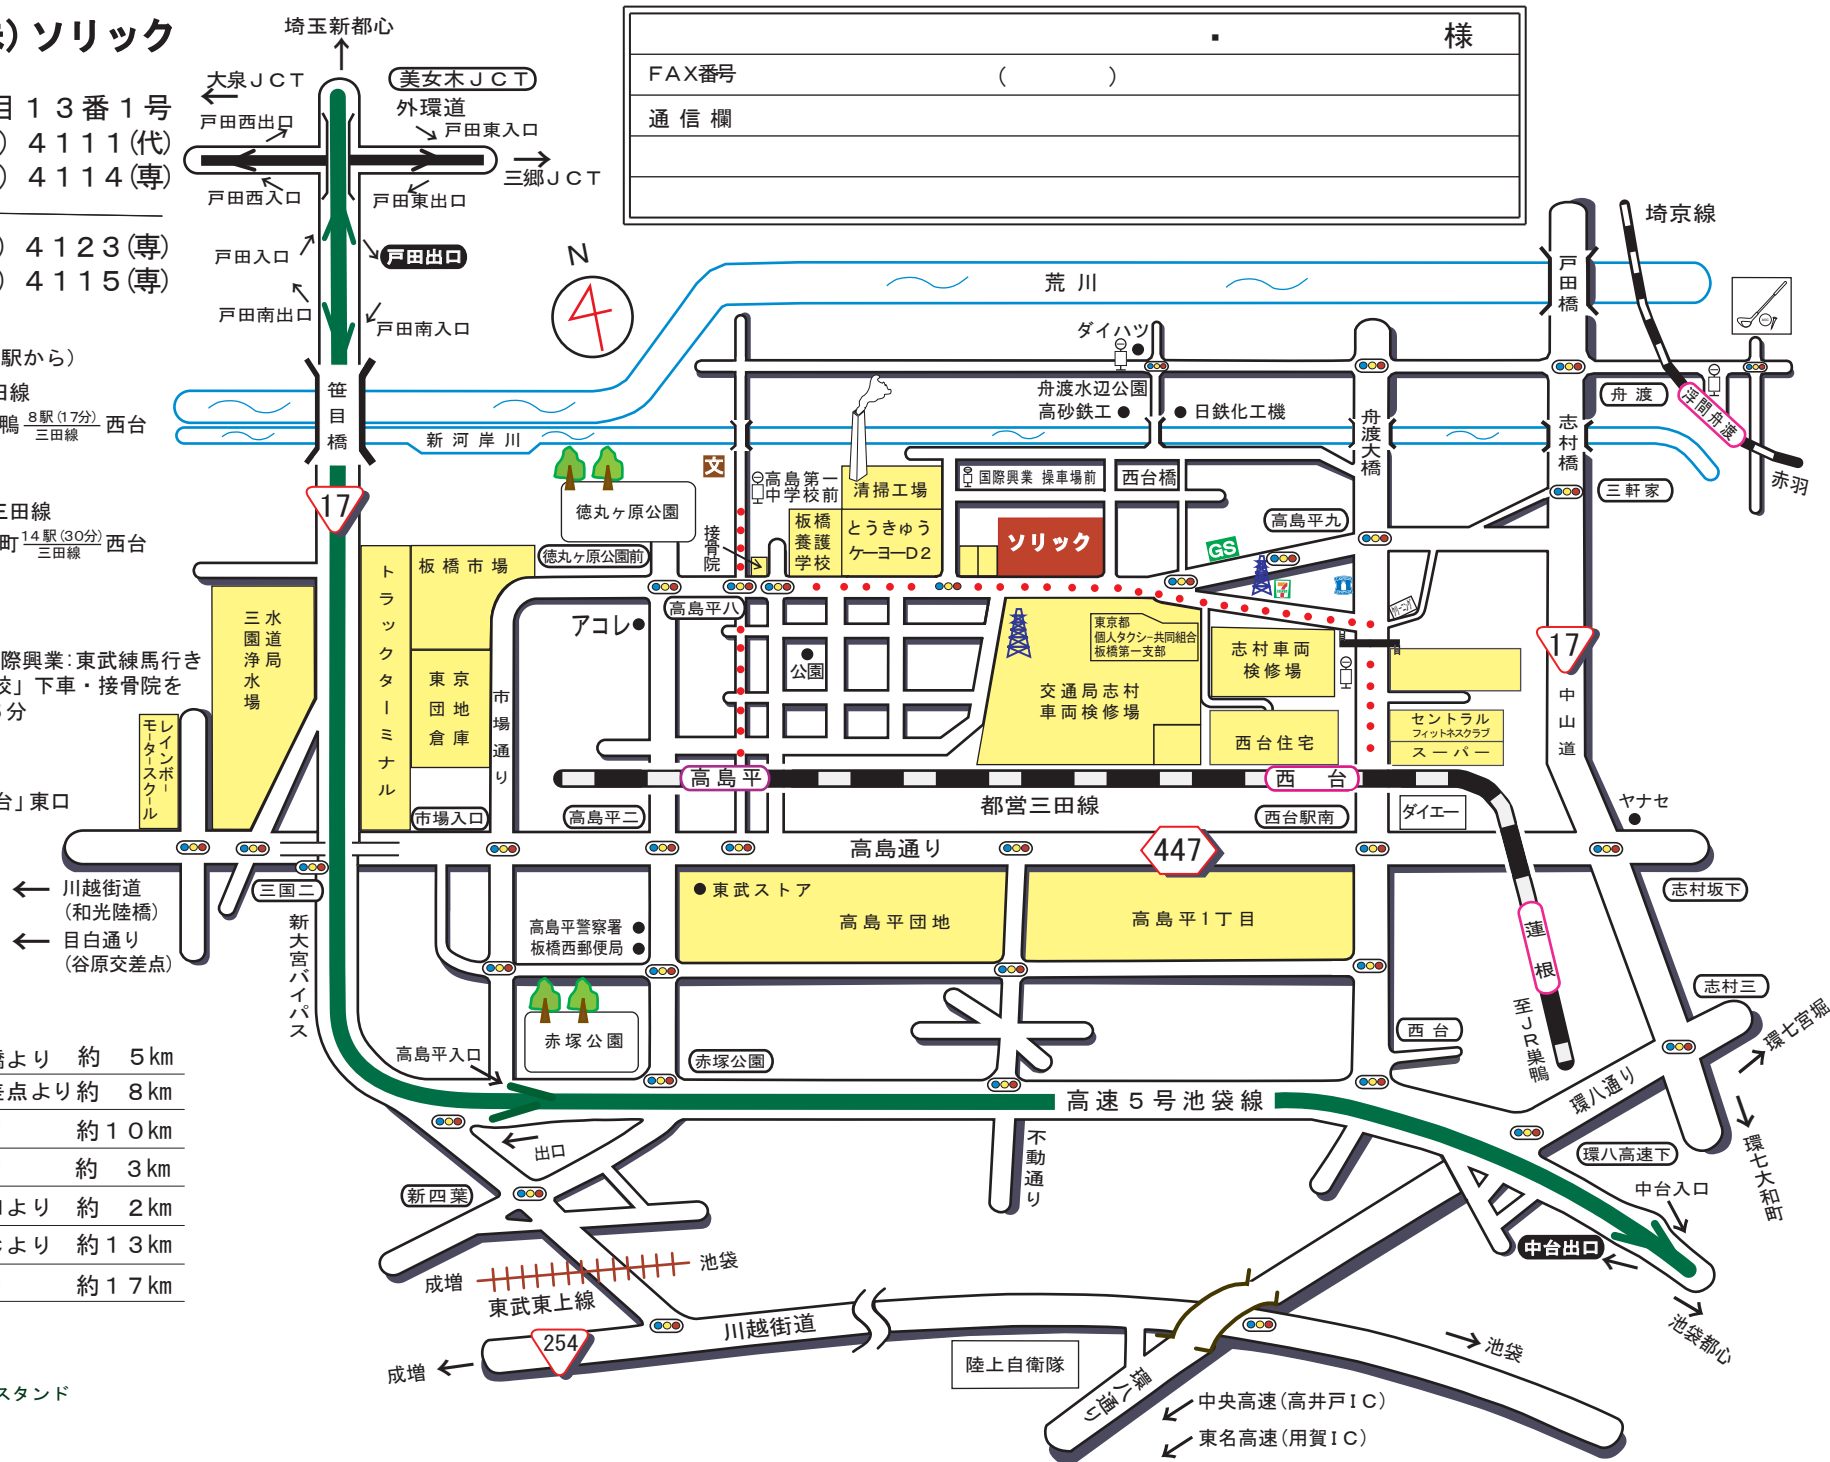 ソリック
目13番1号
4111(代)
4114(専)
4123(専)
4115(専)
駅から)
田線
鴨 8駅(17分) 三田線 西台
三田線
町 14駅(30分) 三田線 西台
際興業:東武練馬行き
校」下車・接骨院を
分
台」東口
川越街道
(和光陸橋)
目白通り
(谷原交差点)
橋より 約 5km
差点より 約 8km
約10km
約 3km
より 約 2km
より 約13km
約17km
スタンド
・ 様
FAX番号 ( )
通信欄
埼玉新都心
大泉JCT
美女木JCT
外環道
戸田西出口
戸田東入口
三郷JCT
戸田西入口
戸田東出口
戸田入口
戸田出口
戸田南出口
戸田南入口
笹目橋
N
荒川
新河岸川
埼京線
戸田橋
ダイハツ
舟渡水辺公園
高砂鉄工
日鉄化工機
舟渡大橋
志村橋
舟渡
浮間舟渡
赤羽
三軒家
17
徳丸ヶ原公園
文
高島第一
中学校前
清掃工場
国際興業 操車場前
西台橋
高島平九
板橋養護学校
とうきゅう
ケーヨーD2
ソリック
接骨院
徳丸ヶ原公園前
GS
板橋市場
トラックターミナル
東京団地倉庫
市場通り
水道局
三園浄水場
レインボー
モータースクール
アコレ
高島平八
公園
東京都
個人タクシー共同組合
板橋第一支部
志村車両
検修場
交通局志村
車両検修場
西台住宅
クリーニング
セントラル
フィットネスクラブ
スーパー
17
中山道
ヤナセ
高島平
西台
都営三田線
市場入口
高島平二
西台駅南
ダイエー
高島通り
447
三国二
新大宮バイパス
東武ストア
高島平団地
高島平1丁目
高島平警察署
板橋西郵便局
志村坂下
蓮根
至JR巣鴨
志村三
環七宮堀
西台
赤塚公園
赤塚公園
高島平入口
高速5号池袋線
環八通り
環七大和町
環八高速下
中台入口
中台出口
池袋都心
出口
新四葉
不動通り
成増
池袋
東武東上線
254
成増
川越街道
陸上自衛隊
環八通り
池袋
中央高速(高井戸IC)
東名高速(用賀IC)